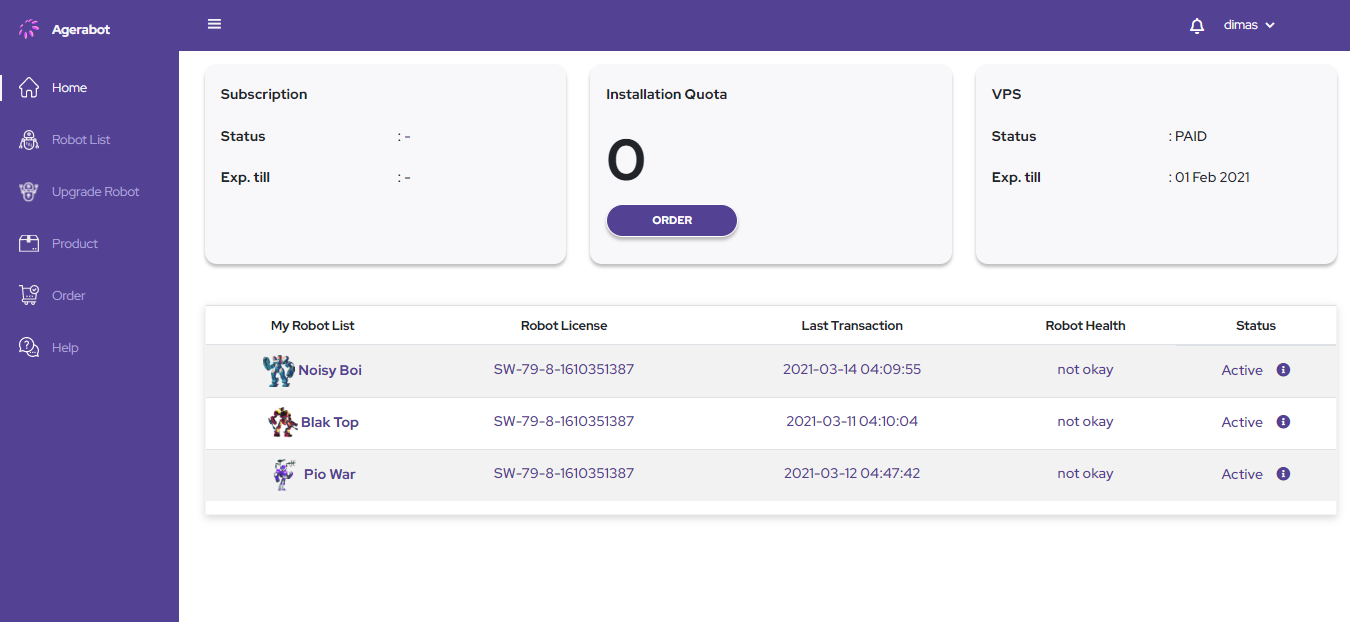 Agerabot
dimas
Home
Robot List
Upgrade Robot
Product
Order
Help
Subscription
Status : -
Exp. till : -
Installation Quota
0
ORDER
VPS
Status : PAID
Exp. till : 01 Feb 2021
My Robot List Robot License Last Transaction Robot Health Status
Noisy Boi SW-79-8-1610351387 2021-03-14 04:09:55 not okay Active
Blak Top SW-79-8-1610351387 2021-03-11 04:10:04 not okay Active
Pio War SW-79-8-1610351387 2021-03-12 04:47:42 not okay Active